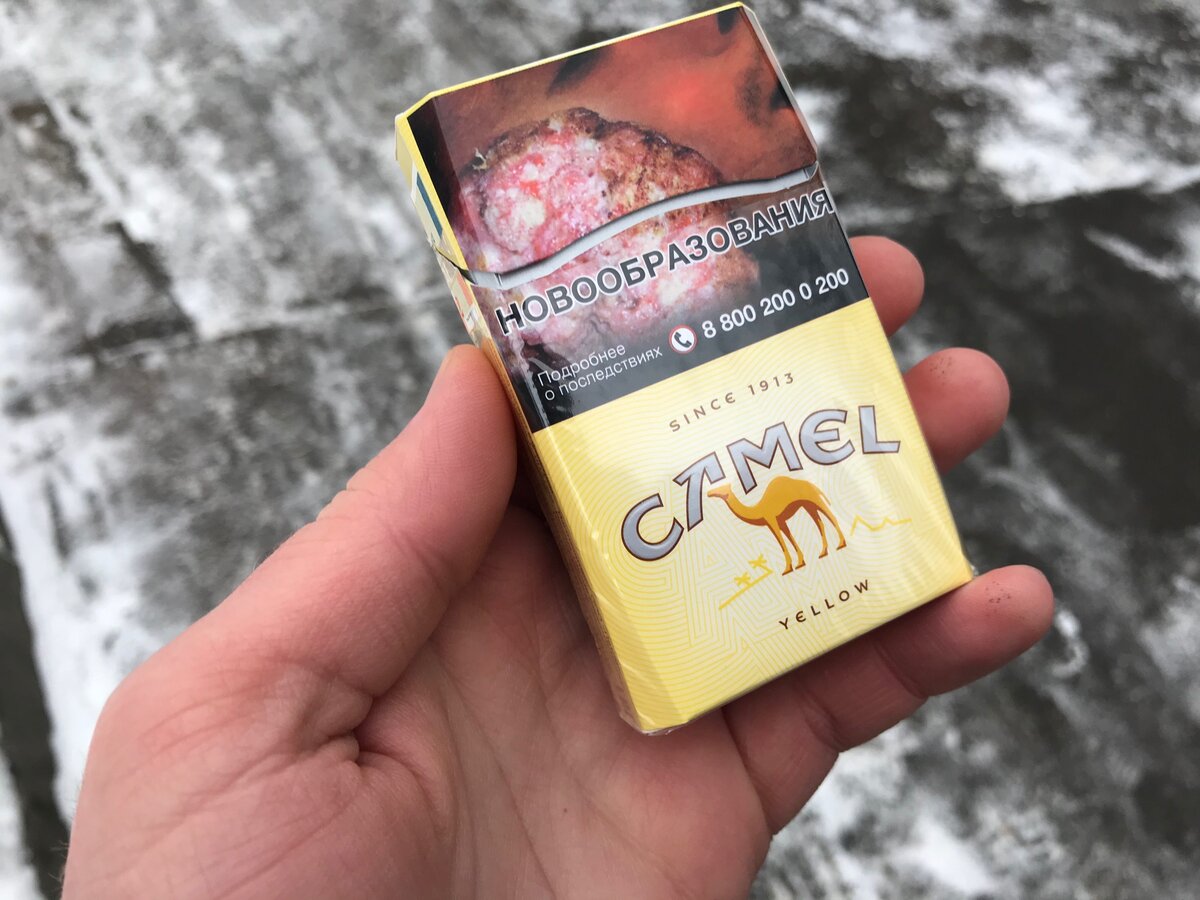 НОВООБРАЗОВАНИЯ
Подробнее
о последствиях
8 800 200 0 200
SINCE 1913
CAMEL
YELLOW